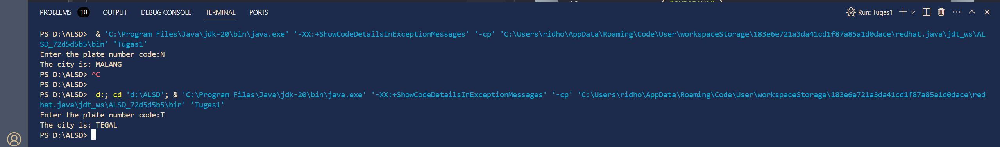 PROBLEMS 10 OUTPUT DEBUG CONSOLE TERMINAL PORTS Run: Tugas1
PS D:\ALSD>  & 'C:\Program Files\Java\jdk-20\bin\java.exe' '-XX:+ShowCodeDetailsInExceptionMessages' '-cp' 'C:\Users\ridho\AppData\Roaming\Code\User\workspaceStorage\183e6e721a3da41cd1f87a85a1d0dace\redhat.java\jdt_ws\AL
SD_72d5d5b5\bin' 'Tugas1'
Enter the plate number code:N
The city is: MALANG
PS D:\ALSD> ^C
PS D:\ALSD>
PS D:\ALSD>  d:; cd 'd:\ALSD'; & 'C:\Program Files\Java\jdk-20\bin\java.exe' '-XX:+ShowCodeDetailsInExceptionMessages' '-cp' 'C:\Users\ridho\AppData\Roaming\Code\User\workspaceStorage\183e6e721a3da41cd1f87a85a1d0dace\red
hat.java\jdt_ws\ALSD_72d5d5b5\bin' 'Tugas1'
Enter the plate number code:T
The city is: TEGAL
PS D:\ALSD>